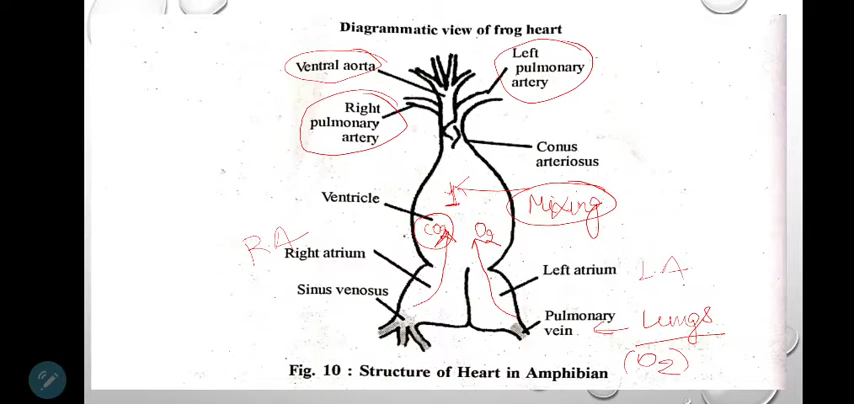 Diagrammatic view of frog heart
Ventral aorta
Left
pulmonary
artery
Right
pulmonary
artery
Conus
arteriosus
Ventricle
Mixing
CO2
O2
RA
Right atrium
Left atrium
LA
Sinus venosus
Pulmonary
vein
Lungs
(O2)
Fig. 10 : Structure of Heart in Amphibian